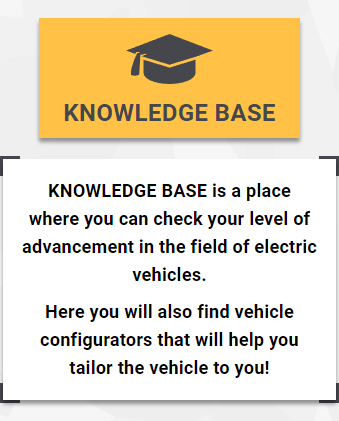 KNOWLEDGE BASE
KNOWLEDGE BASE is a place
where you can check your level of
advancement in the field of electric
vehicles.
Here you will also find vehicle
configurators that will help you
tailor the vehicle to you!